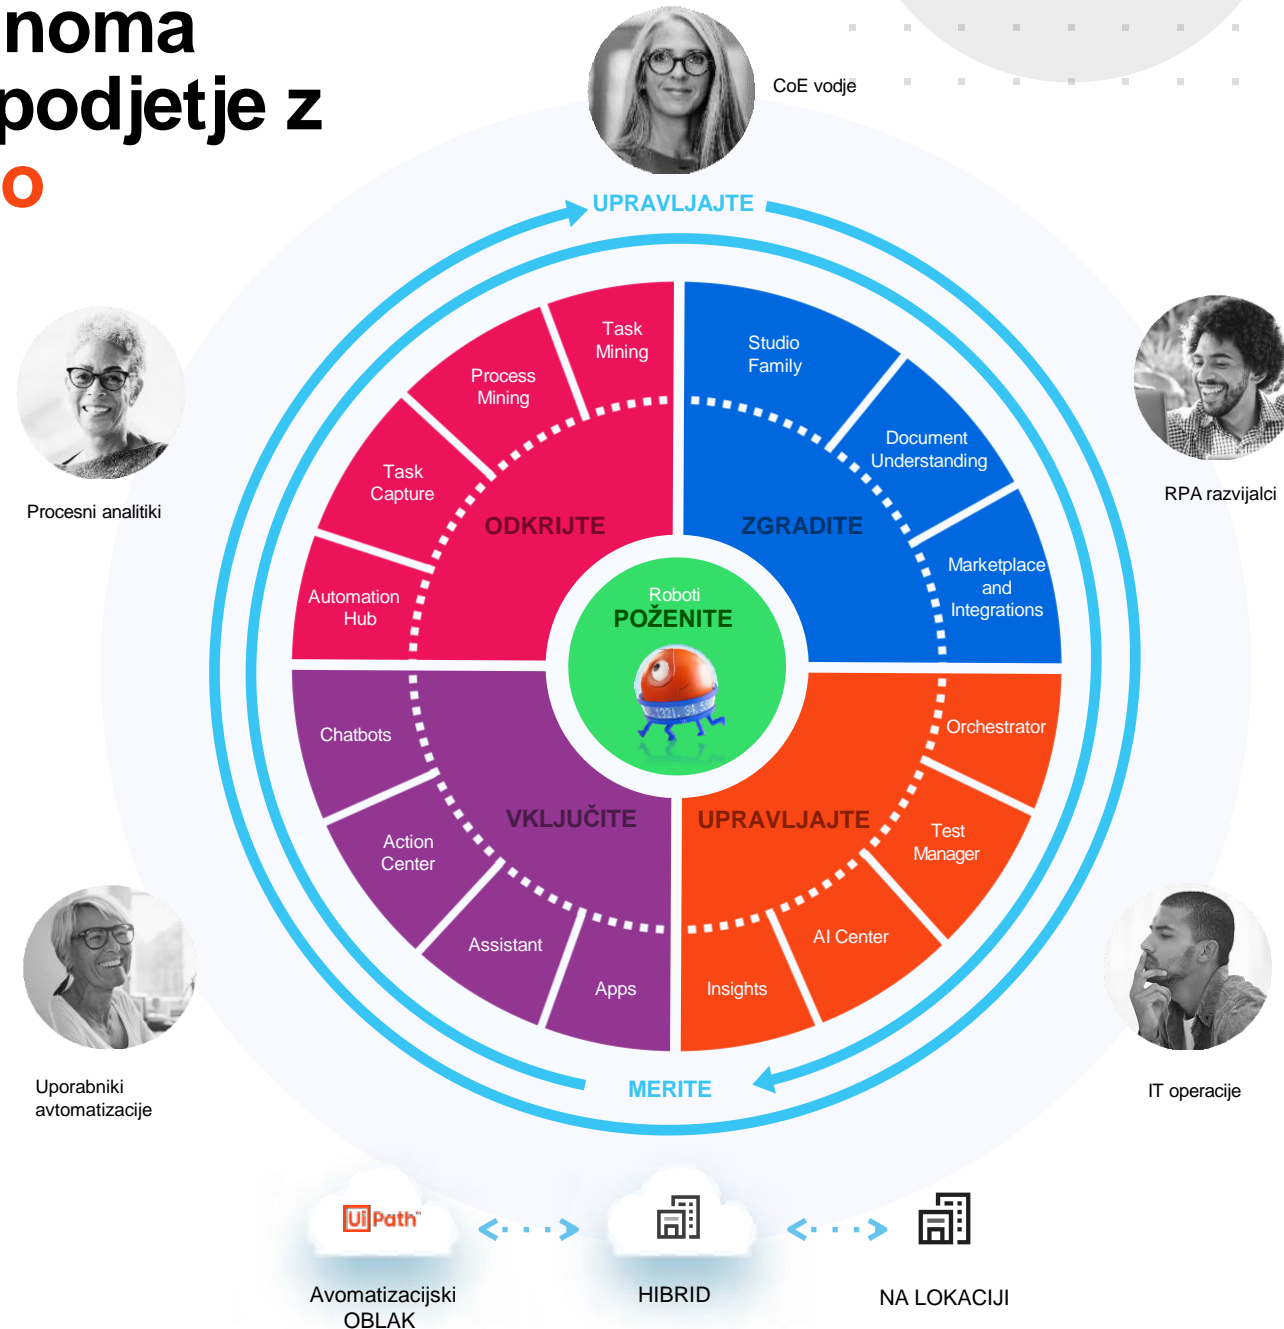 noma
podjetje z
o
CoE vodje
UPRAVLJAJTE
Task
Mining
Process
Mining
Task
Capture
Automation
Hub
ODKRIJTE
Studio
Family
Document
Understanding
Marketplace
and
Integrations
ZGRADITE
Procesni analitiki
RPA razvijalci
Roboti
POŽENITE
Chatbots
Action
Center
Assistant
Apps
VKLJUČITE
UPRAVLJAJTE
Orchestrator
Test
Manager
AI Center
Insights
MERITE
Uporabniki
avtomatizacije
IT operacije
UiPath
Avomatizacijski
OBLAK
HIBRID
NA LOKACIJI